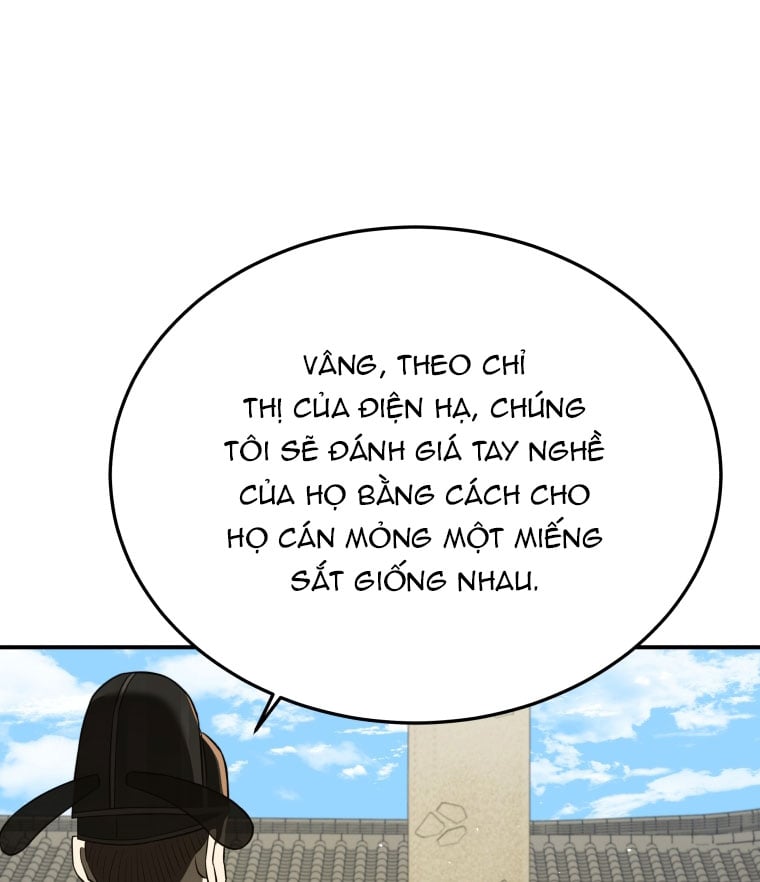 VÂNG, THEO CHỈ
THỊ CỦA ĐIỆN HẠ, CHÚNG
TÔI SẼ ĐÁNH GIÁ TAY NGHỀ
CỦA HỌ BẰNG CÁCH CHO
HỌ CÁN MỎNG MỘT MIẾNG
SẮT GIỐNG NHAU.